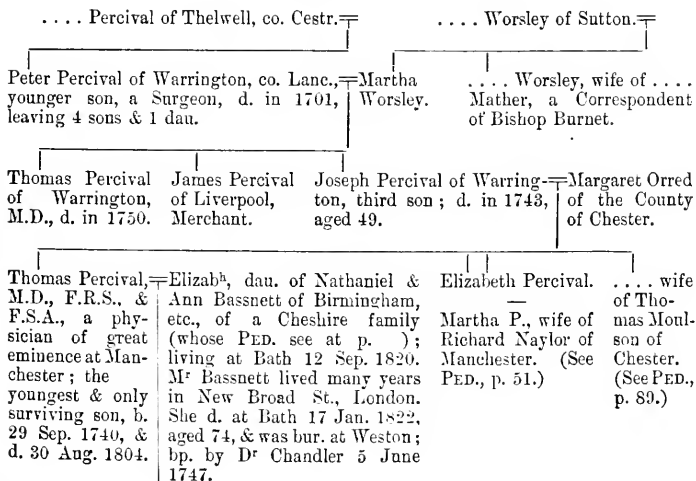 . . . . Percival of Thelwell, co. Cestr.
. . . . Worsley of Sutton.
Peter Percival of Warrington, co. Lanc.,
younger son, a Surgeon, d. in 1701,
leaving 4 sons & 1 dau.
Martha
Worsley.
. . . . Worsley, wife of . . . .
Mather, a Correspondent
of Bishop Burnet.
Thomas Percival
of Warrington,
M.D., d. in 1750.
James Percival
of Liverpool,
Merchant.
Joseph Percival of Warring-
ton, third son ; d. in 1743,
aged 49.
Margaret Orred
of the County
of Chester.
Thomas Percival,
M.D., F.R.S., &
F.S.A., a phy-
sician of great
eminence at Man-
chester ; the
youngest & only
surviving son, b.
29 Sep. 1740, &
d. 30 Aug. 1804.
Elizabʰ, dau. of Nathaniel &
Ann Bassnett of Birmingham,
etc., of a Cheshire family
(whose PED. see at p. ) ;
living at Bath 12 Sep. 1820.
Mʳ Bassnett lived many years
in New Broad St., London.
She d. at Bath 17 Jan. 1822,
aged 74, & was bur. at Weston ;
bp. by Dʳ Chandler 5 June
1747.
Elizabeth Percival.
—
Martha P., wife of
Richard Naylor of
Manchester. (See
PED., p. 51.)
. . . . wife
of Tho-
mas Moul-
son of
Chester.
(See PED.,
p. 89.)